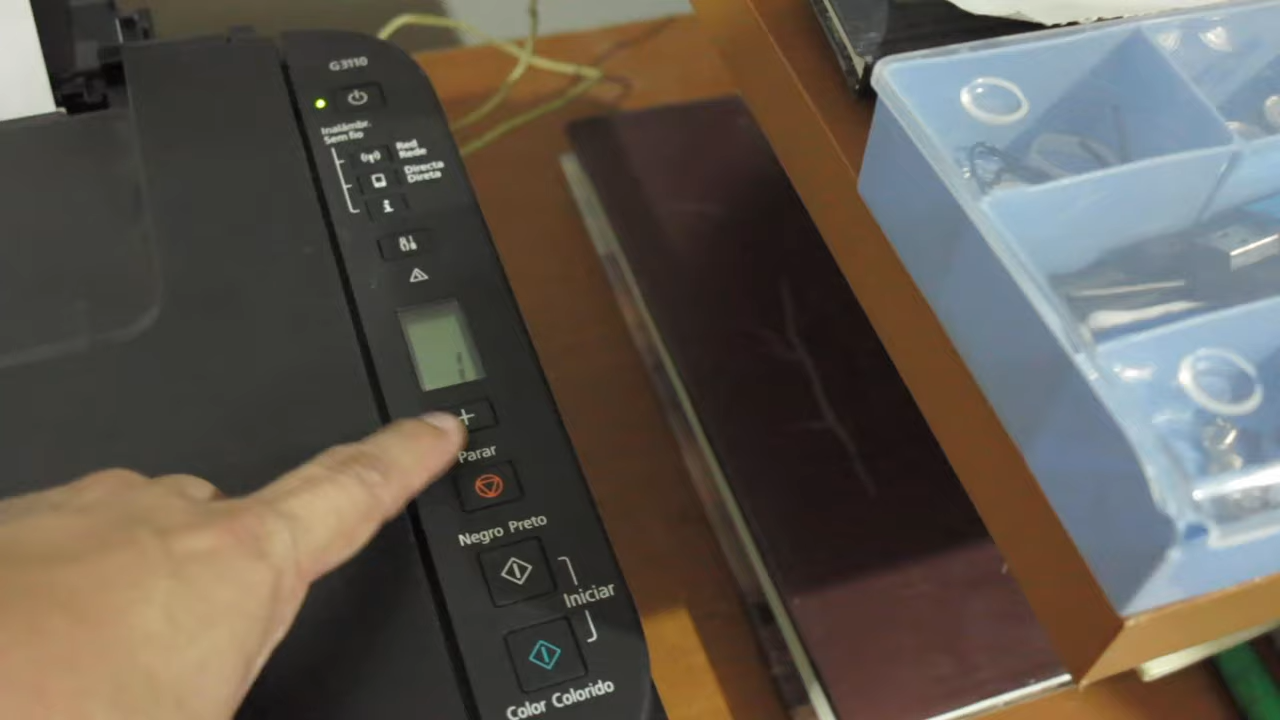 G3110
Inalámbr.
Sem fio
Red
Rede
Directa
Direta
i
+
Parar
Negro Preto
Iniciar
Color Colorido